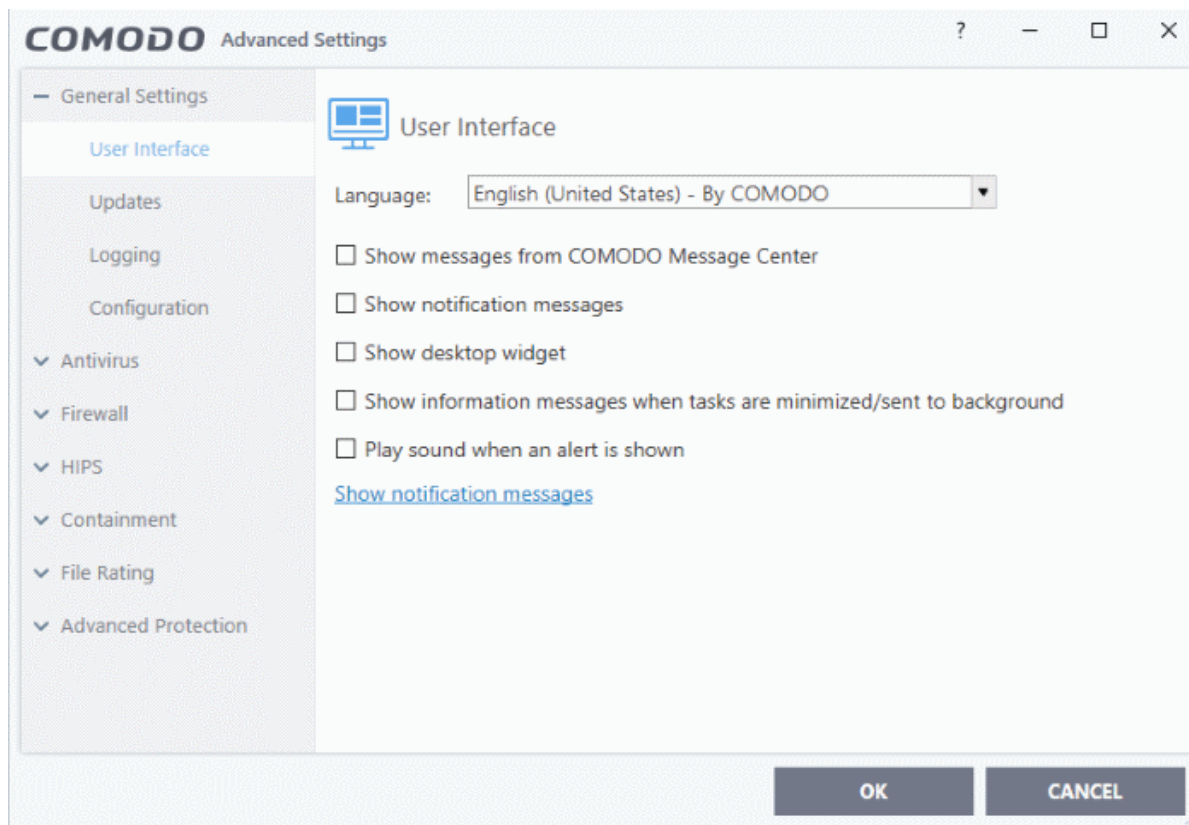 COMODO Advanced Settings ?
General Settings
User Interface
Updates
Logging
Configuration
Antivirus
Firewall
HIPS
Containment
File Rating
Advanced Protection
User Interface
Language: English (United States) - By COMODO
Show messages from COMODO Message Center
Show notification messages
Show desktop widget
Show information messages when tasks are minimized/sent to background
Play sound when an alert is shown
Show notification messages
OK CANCEL